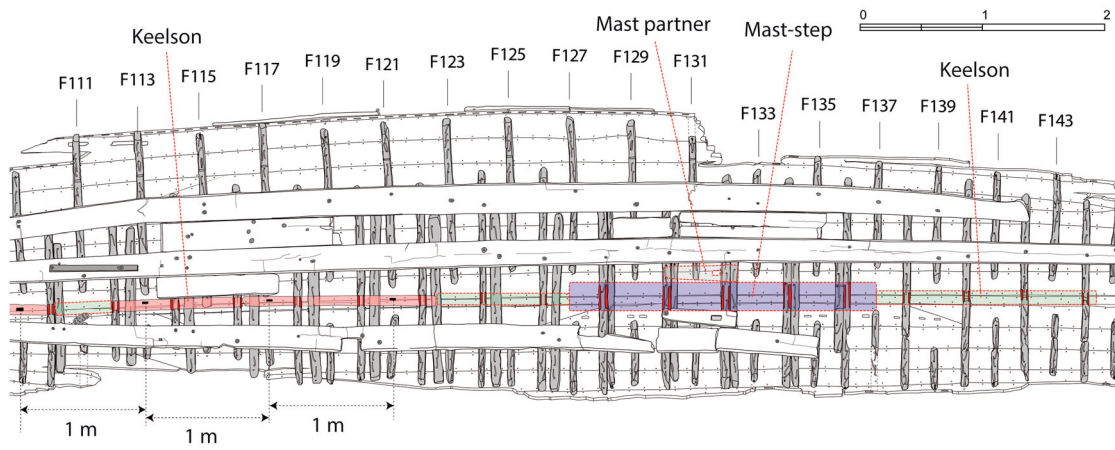 0 1 2
Mast partner Mast-step
Keelson
Keelson
F111 F113 F115 F117 F119 F121 F123 F125 F127 F129 F131
F133 F135 F137 F139 F141 F143
1 m 1 m 1 m